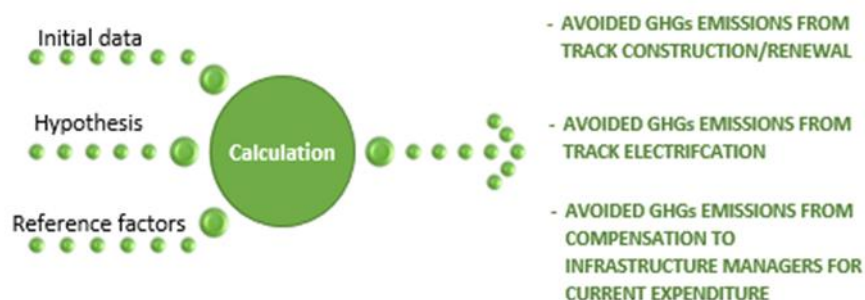 Initial data
Hypothesis
Reference factors
Calculation
- AVOIDED GHGs EMISSIONS FROM
TRACK CONSTRUCTION/RENEWAL
- AVOIDED GHGs EMISSIONS FROM
TRACK ELECTRIFCATION
- AVOIDED GHGs EMISSIONS FROM
COMPENSATION TO
INFRASTRUCTURE MANAGERS FOR
CURRENT EXPENDITURE